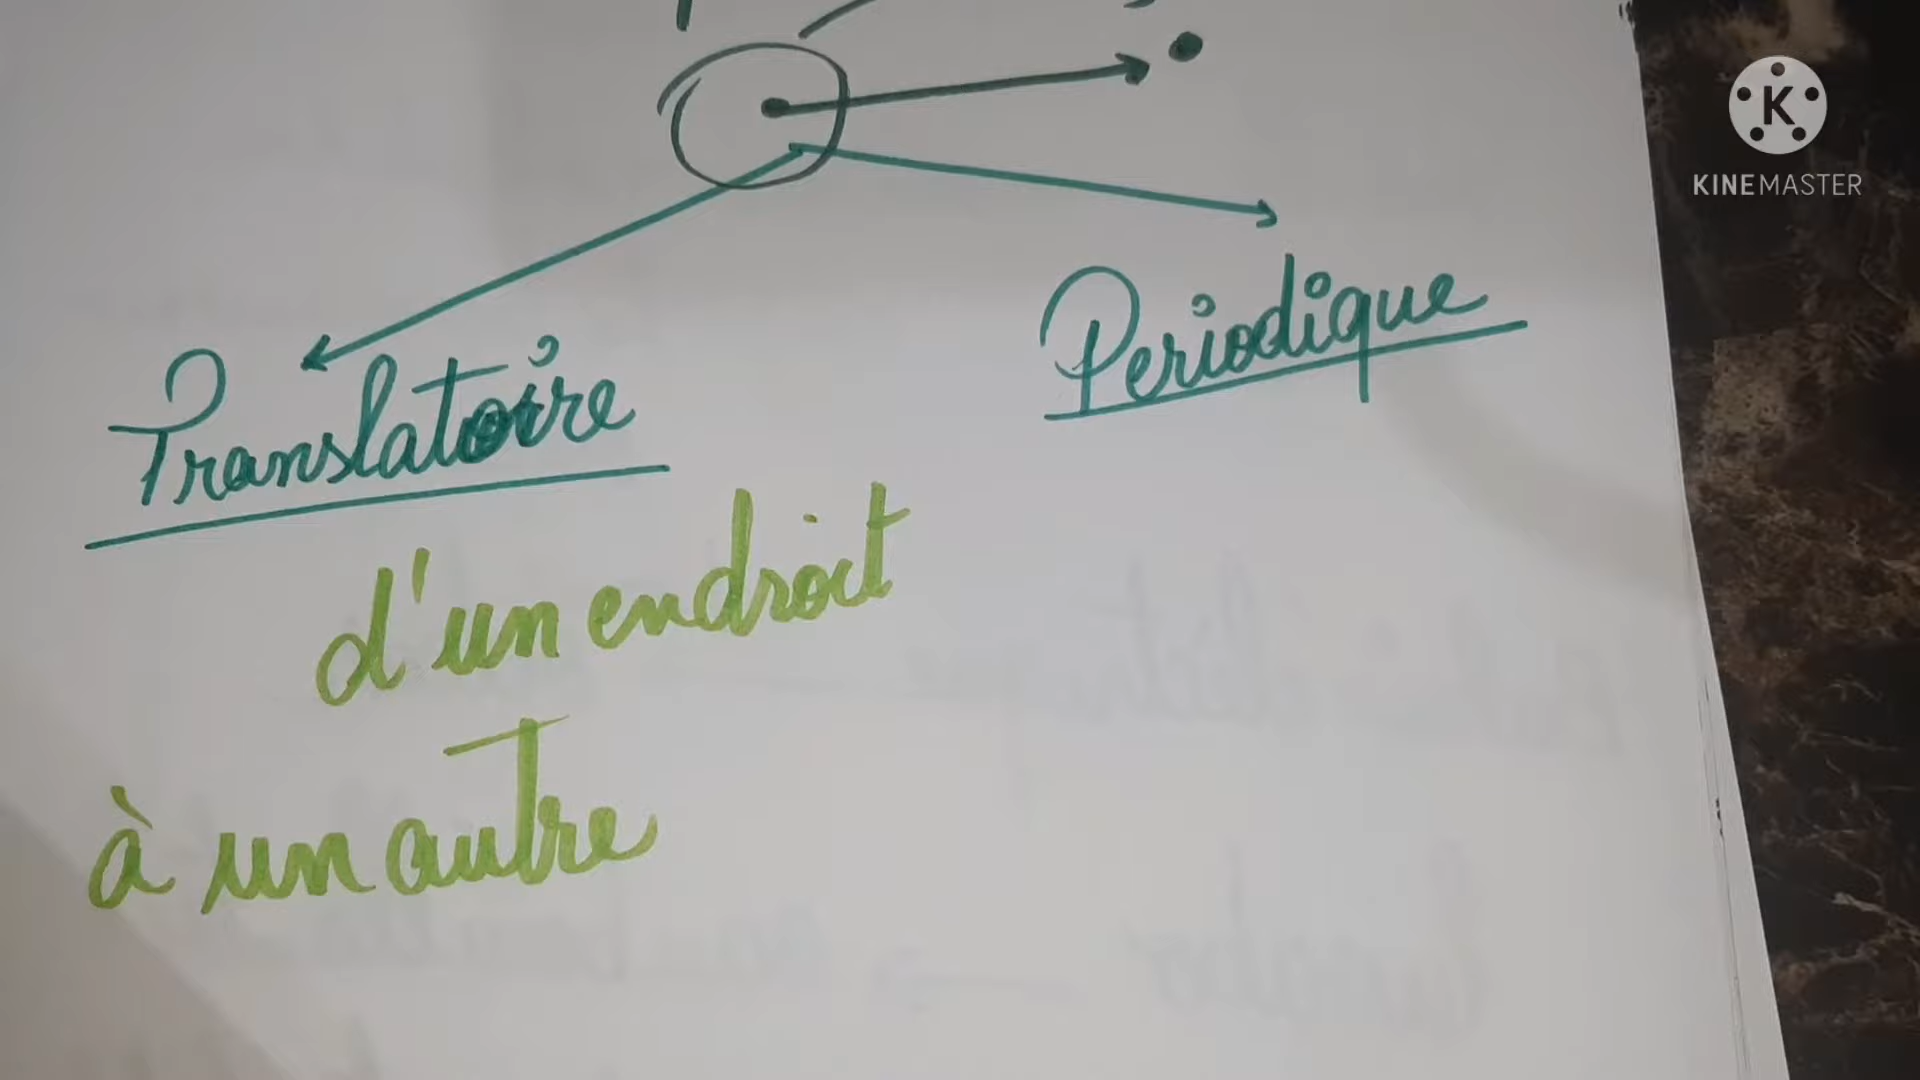 Periodique
Translatoire
d'un endroit
à un autre
K
KINEMASTER